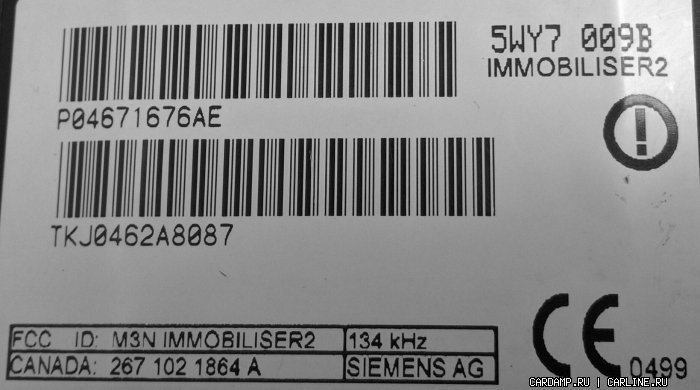 5WY7 009B
IMMOBILISER2
P04671676AE
TKJ0462A8087
FCC ID: M3N IMMOBILISER2 134 kHz
CANADA: 267 102 1864 A SIEMENS AG
CE 0499
CARDAMP.RU | CARLINE.RU